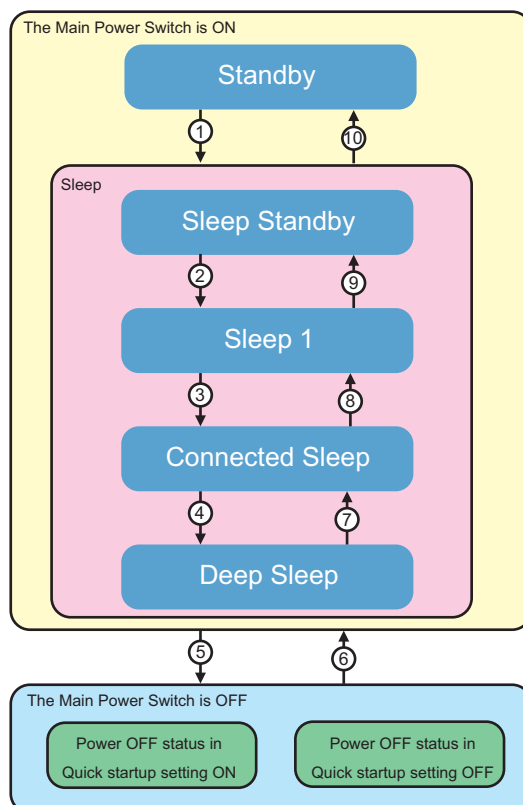 The Main Power Switch is ON
Standby
1
10
Sleep
Sleep Standby
2
9
Sleep 1
3
8
Connected Sleep
4
7
Deep Sleep
5
6
The Main Power Switch is OFF
Power OFF status in
Quick startup setting ON
Power OFF status in
Quick startup setting OFF